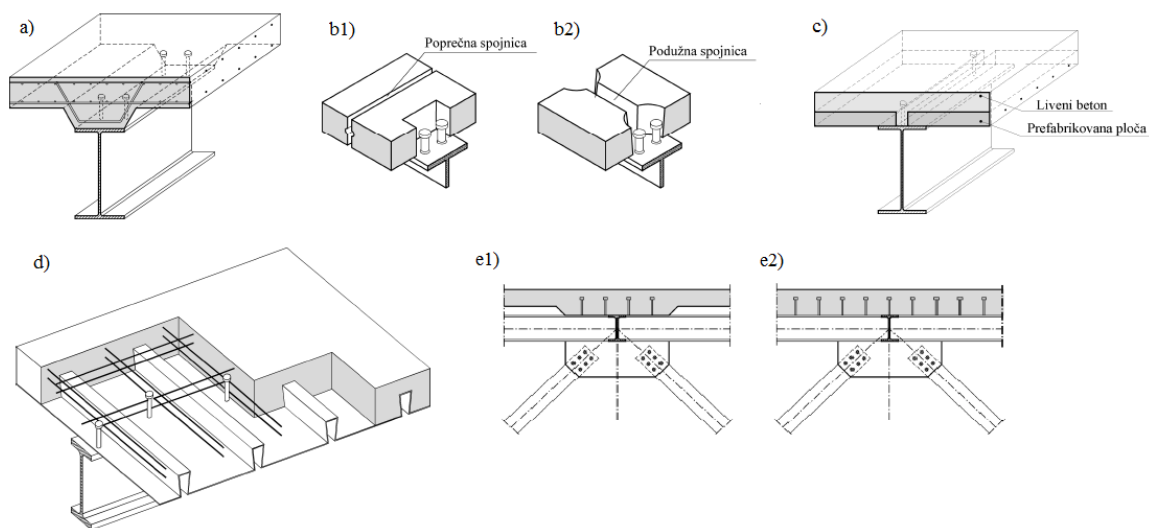 a)
b1)
Poprečna spojnica
b2)
Podužna spojnica
c)
Liveni beton
Prefabrikovana ploča
d)
e1)
e2)